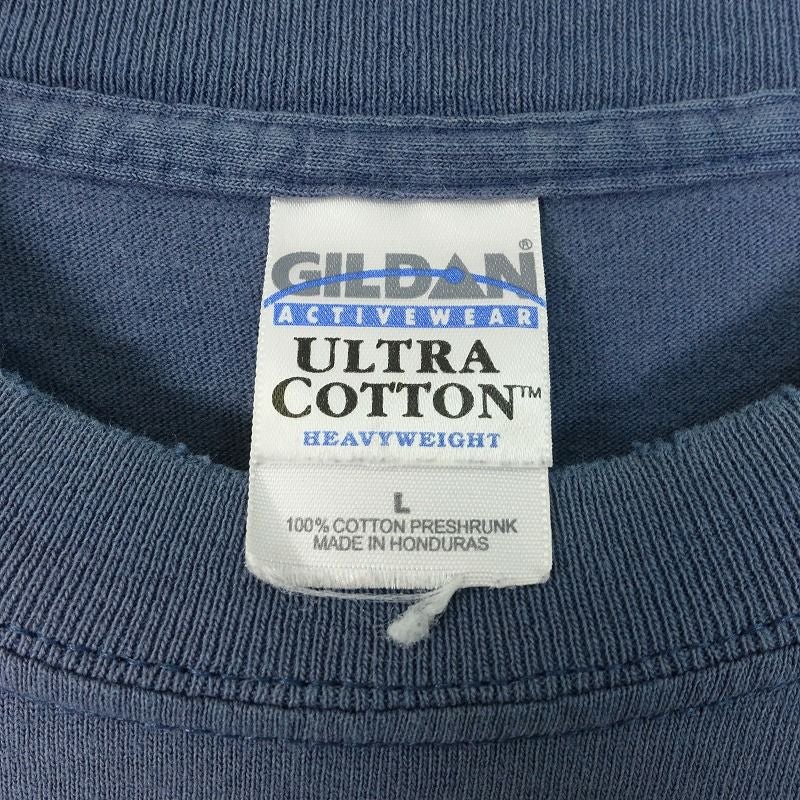 GILDAN®
ACTIVEWEAR
ULTRA
COTTON™
HEAVYWEIGHT
L
100% COTTON PRESHRUNK
MADE IN HONDURAS